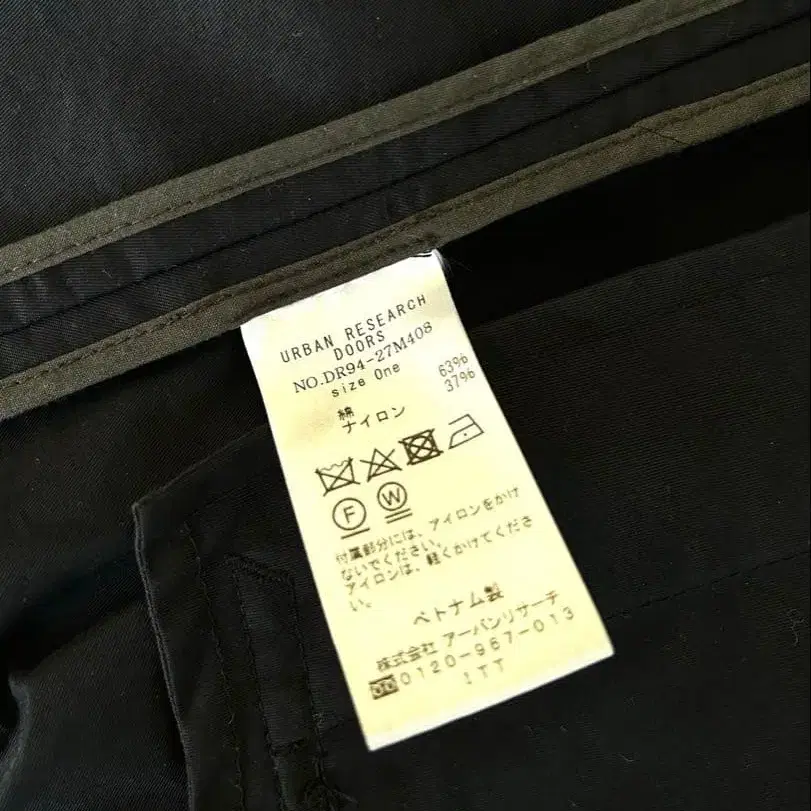 URBAN RESEARCH
DOORS
NO.DR94-27M408
size One
綿 63%
ナイロン 37%
F W
付属部分には、アイロンをかけ
ないでください。
アイロンは、軽くかけてくださ
い。
ベトナム製
株式会社 アーバンリサーチ
0120-967-013
ITT